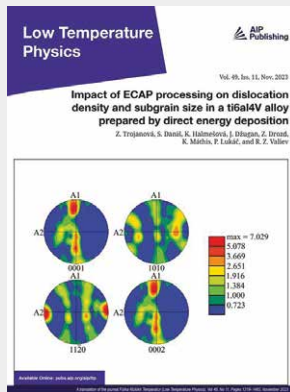 Low Temperature
Physics
AIP
Publishing
Vol. 49, Iss. 11, Nov. 2023
Impact of ECAP processing on dislocation
density and subgrain size in a ti6al4V alloy
prepared by direct energy deposition
Z. Trojanová, S. Daniš, K. Halmešová, J. Džugan, Z. Drozd,
K. Máthis, P. Lukáč, and R. Z. Valiev
A1
A1
A2
A2
0001
1010
max = 7.029
5.078
3.669
2.651
1.916
1.384
1.000
0.723
A1
A1
A2
A2
1120
0002
Available Online: pubs.aip.org/aip/ltp